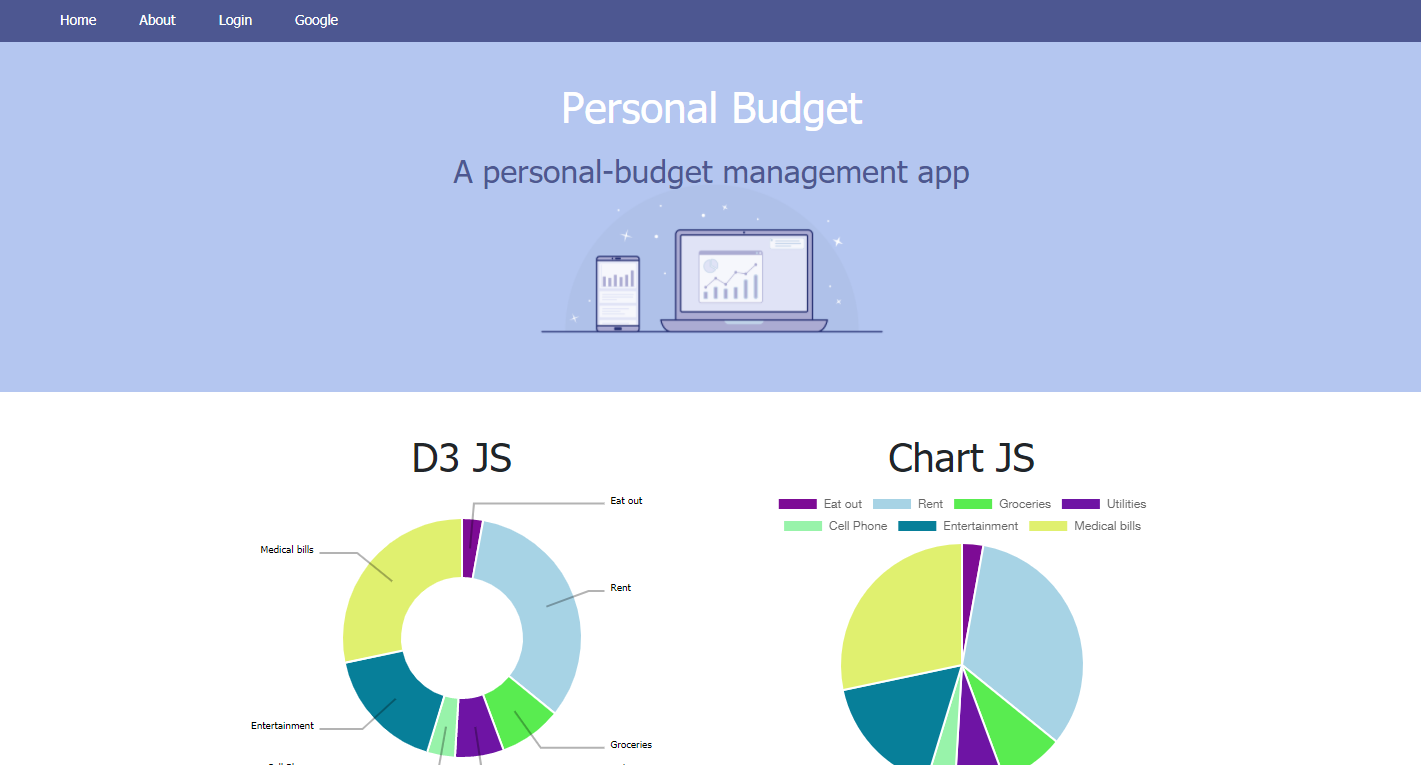 Home About Login Google
Personal Budget
A personal-budget management app
D3 JS
Eat out
Medical bills
Rent
Entertainment
Groceries
Chart JS
Eat out Rent Groceries Utilities
Cell Phone Entertainment Medical bills